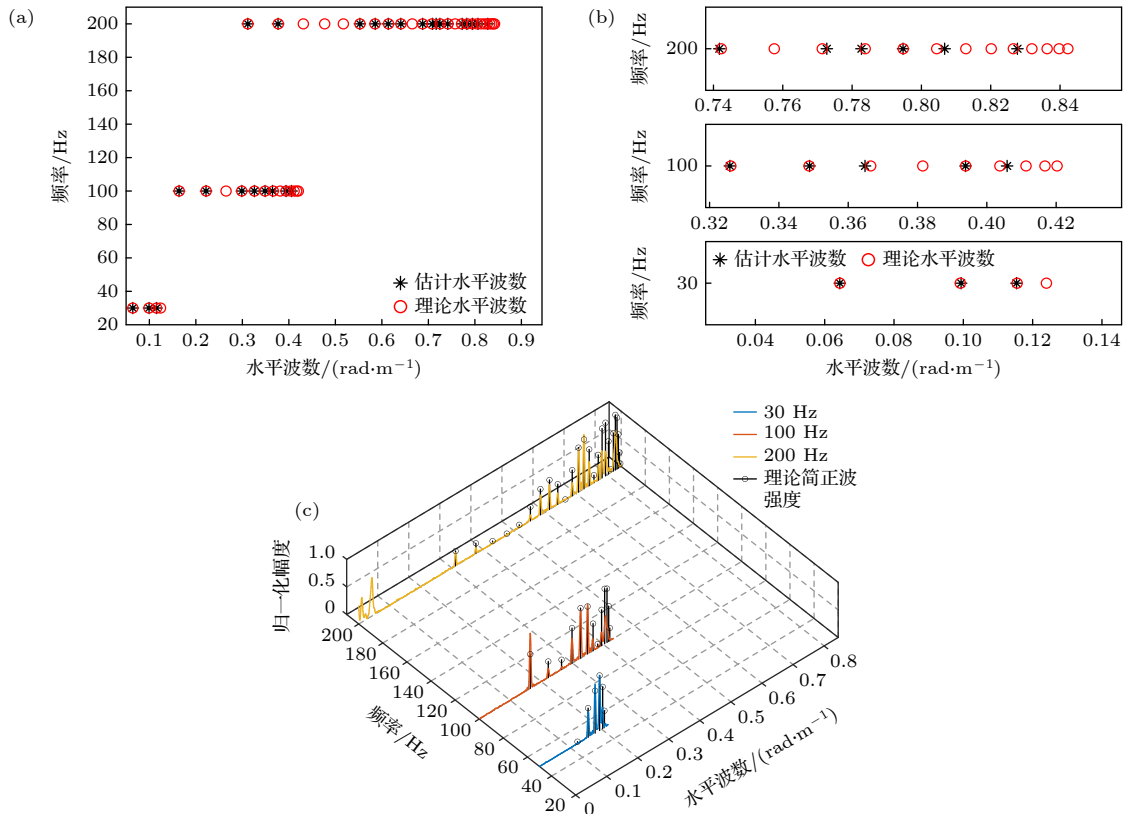 (a)
频率/Hz
200
180
160
140
120
100
80
60
40
20
估计水平波数
理论水平波数
0.1 0.2 0.3 0.4 0.5 0.6 0.7 0.8 0.9
水平波数/(rad·m−1)
(b)
频率/Hz
200
0.74 0.76 0.78 0.80 0.82 0.84
频率/Hz
100
0.32 0.34 0.36 0.38 0.40 0.42
频率/Hz
30
估计水平波数 理论水平波数
0.04 0.06 0.08 0.10 0.12 0.14
水平波数/(rad·m−1)
(c)
30 Hz
100 Hz
200 Hz
理论简正波
强度
归一化幅度
1.0
0.5
0
200
180
160
140
120
100
80
60
40
20
频率/Hz
0
0.1
0.2
0.3
0.4
0.5
0.6
0.7
0.8
水平波数/(rad·m−1)